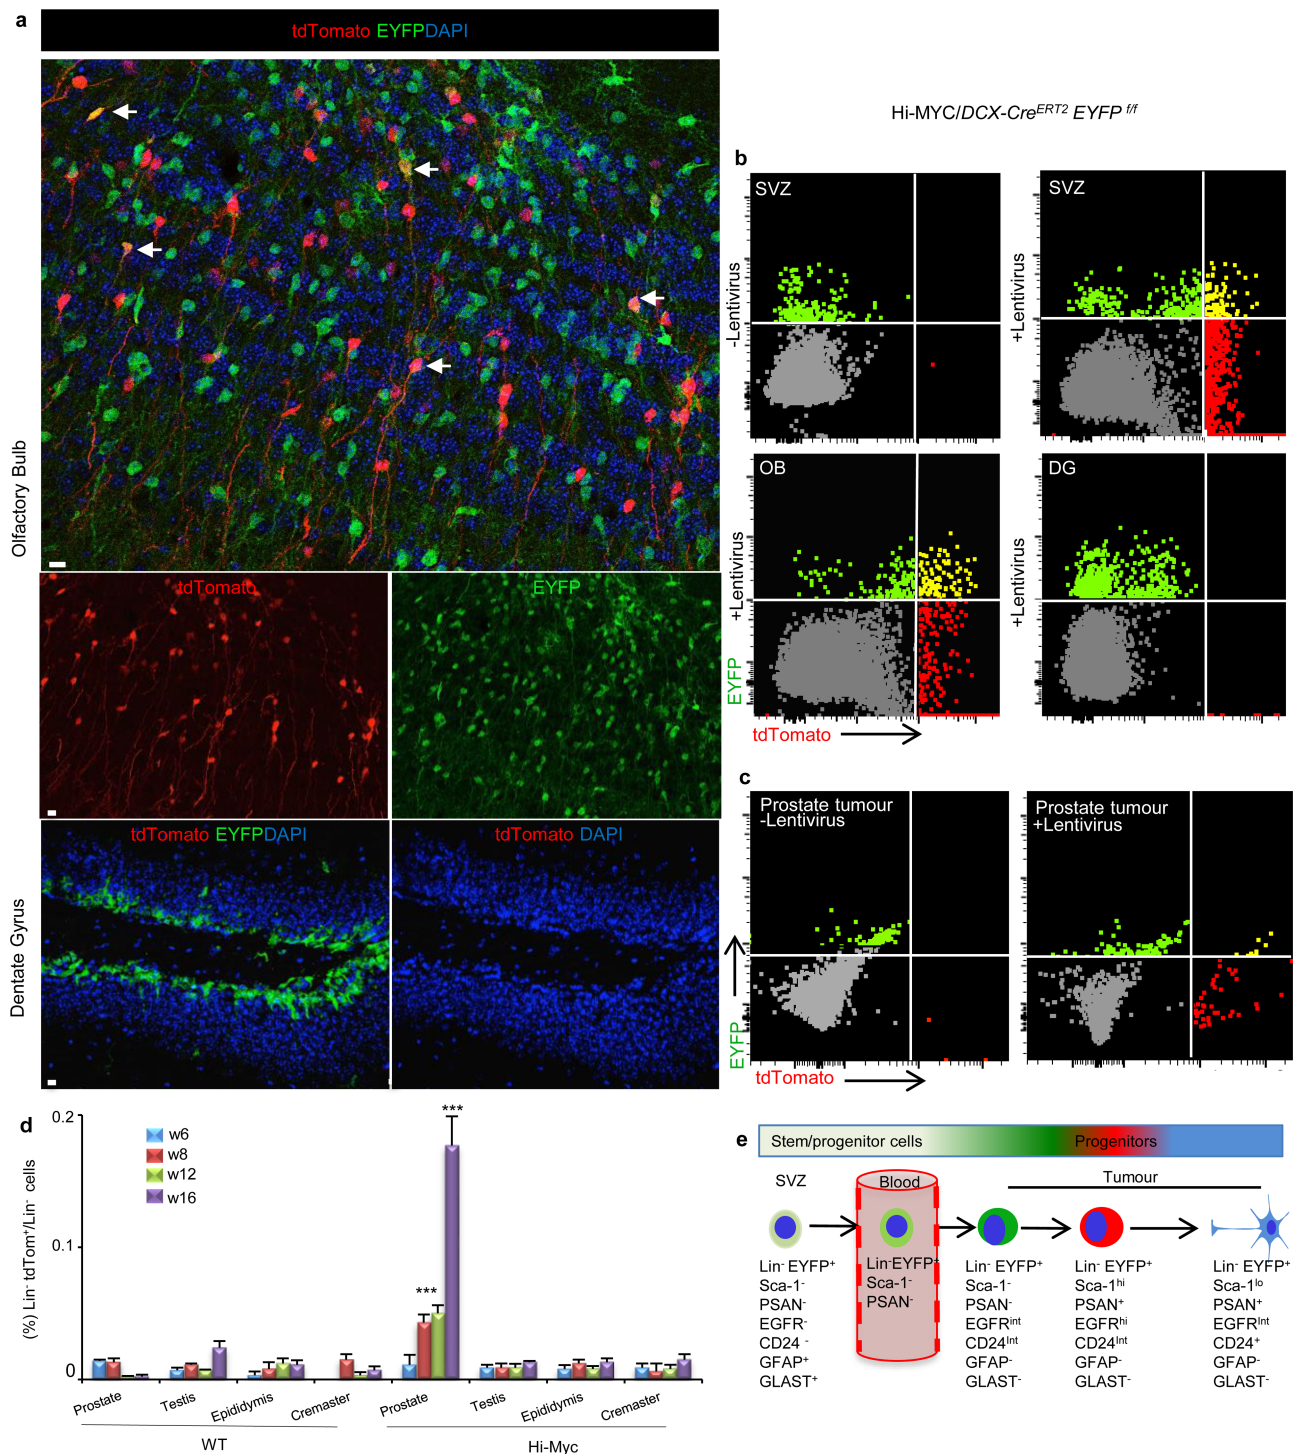 a
tdTomato EYFPDAPI
Olfactory Bulb
tdTomato
EYFP
tdTomato EYFPDAPI
tdTomato DAPI
Dentate Gyrus
Hi-MYC/DCX-CreERT2 EYFP f/f
b
SVZ
-Lentivirus
SVZ
+Lentivirus
OB
+Lentivirus
DG
+Lentivirus
EYFP
tdTomato
c
Prostate tumour
-Lentivirus
Prostate tumour
+Lentivirus
EYFP
tdTomato
d
(%) Lin- tdTom+/Lin- cells
0.2
0.1
0
w6
w8
w12
w16
***
***
Prostate
Testis
Epididymis
Cremaster
Prostate
Testis
Epididymis
Cremaster
WT
Hi-Myc
e
Stem/progenitor cells
Progenitors
SVZ
Blood
Tumour
Lin- EYFP+
Sca-1-
PSAN-
EGFR-
CD24 -
GFAP+
GLAST+
Lin-EYFP+
Sca-1-
PSAN-
Lin- EYFP+
Sca-1-
PSAN-
EGFRint
CD24Int
GFAP-
GLAST-
Lin- EYFP+
Sca-1hi
PSAN+
EGFRhi
CD24Int
GFAP-
GLAST-
Lin- EYFP+
Sca-1lo
PSAN+
EGFRInt
CD24+
GFAP-
GLAST-